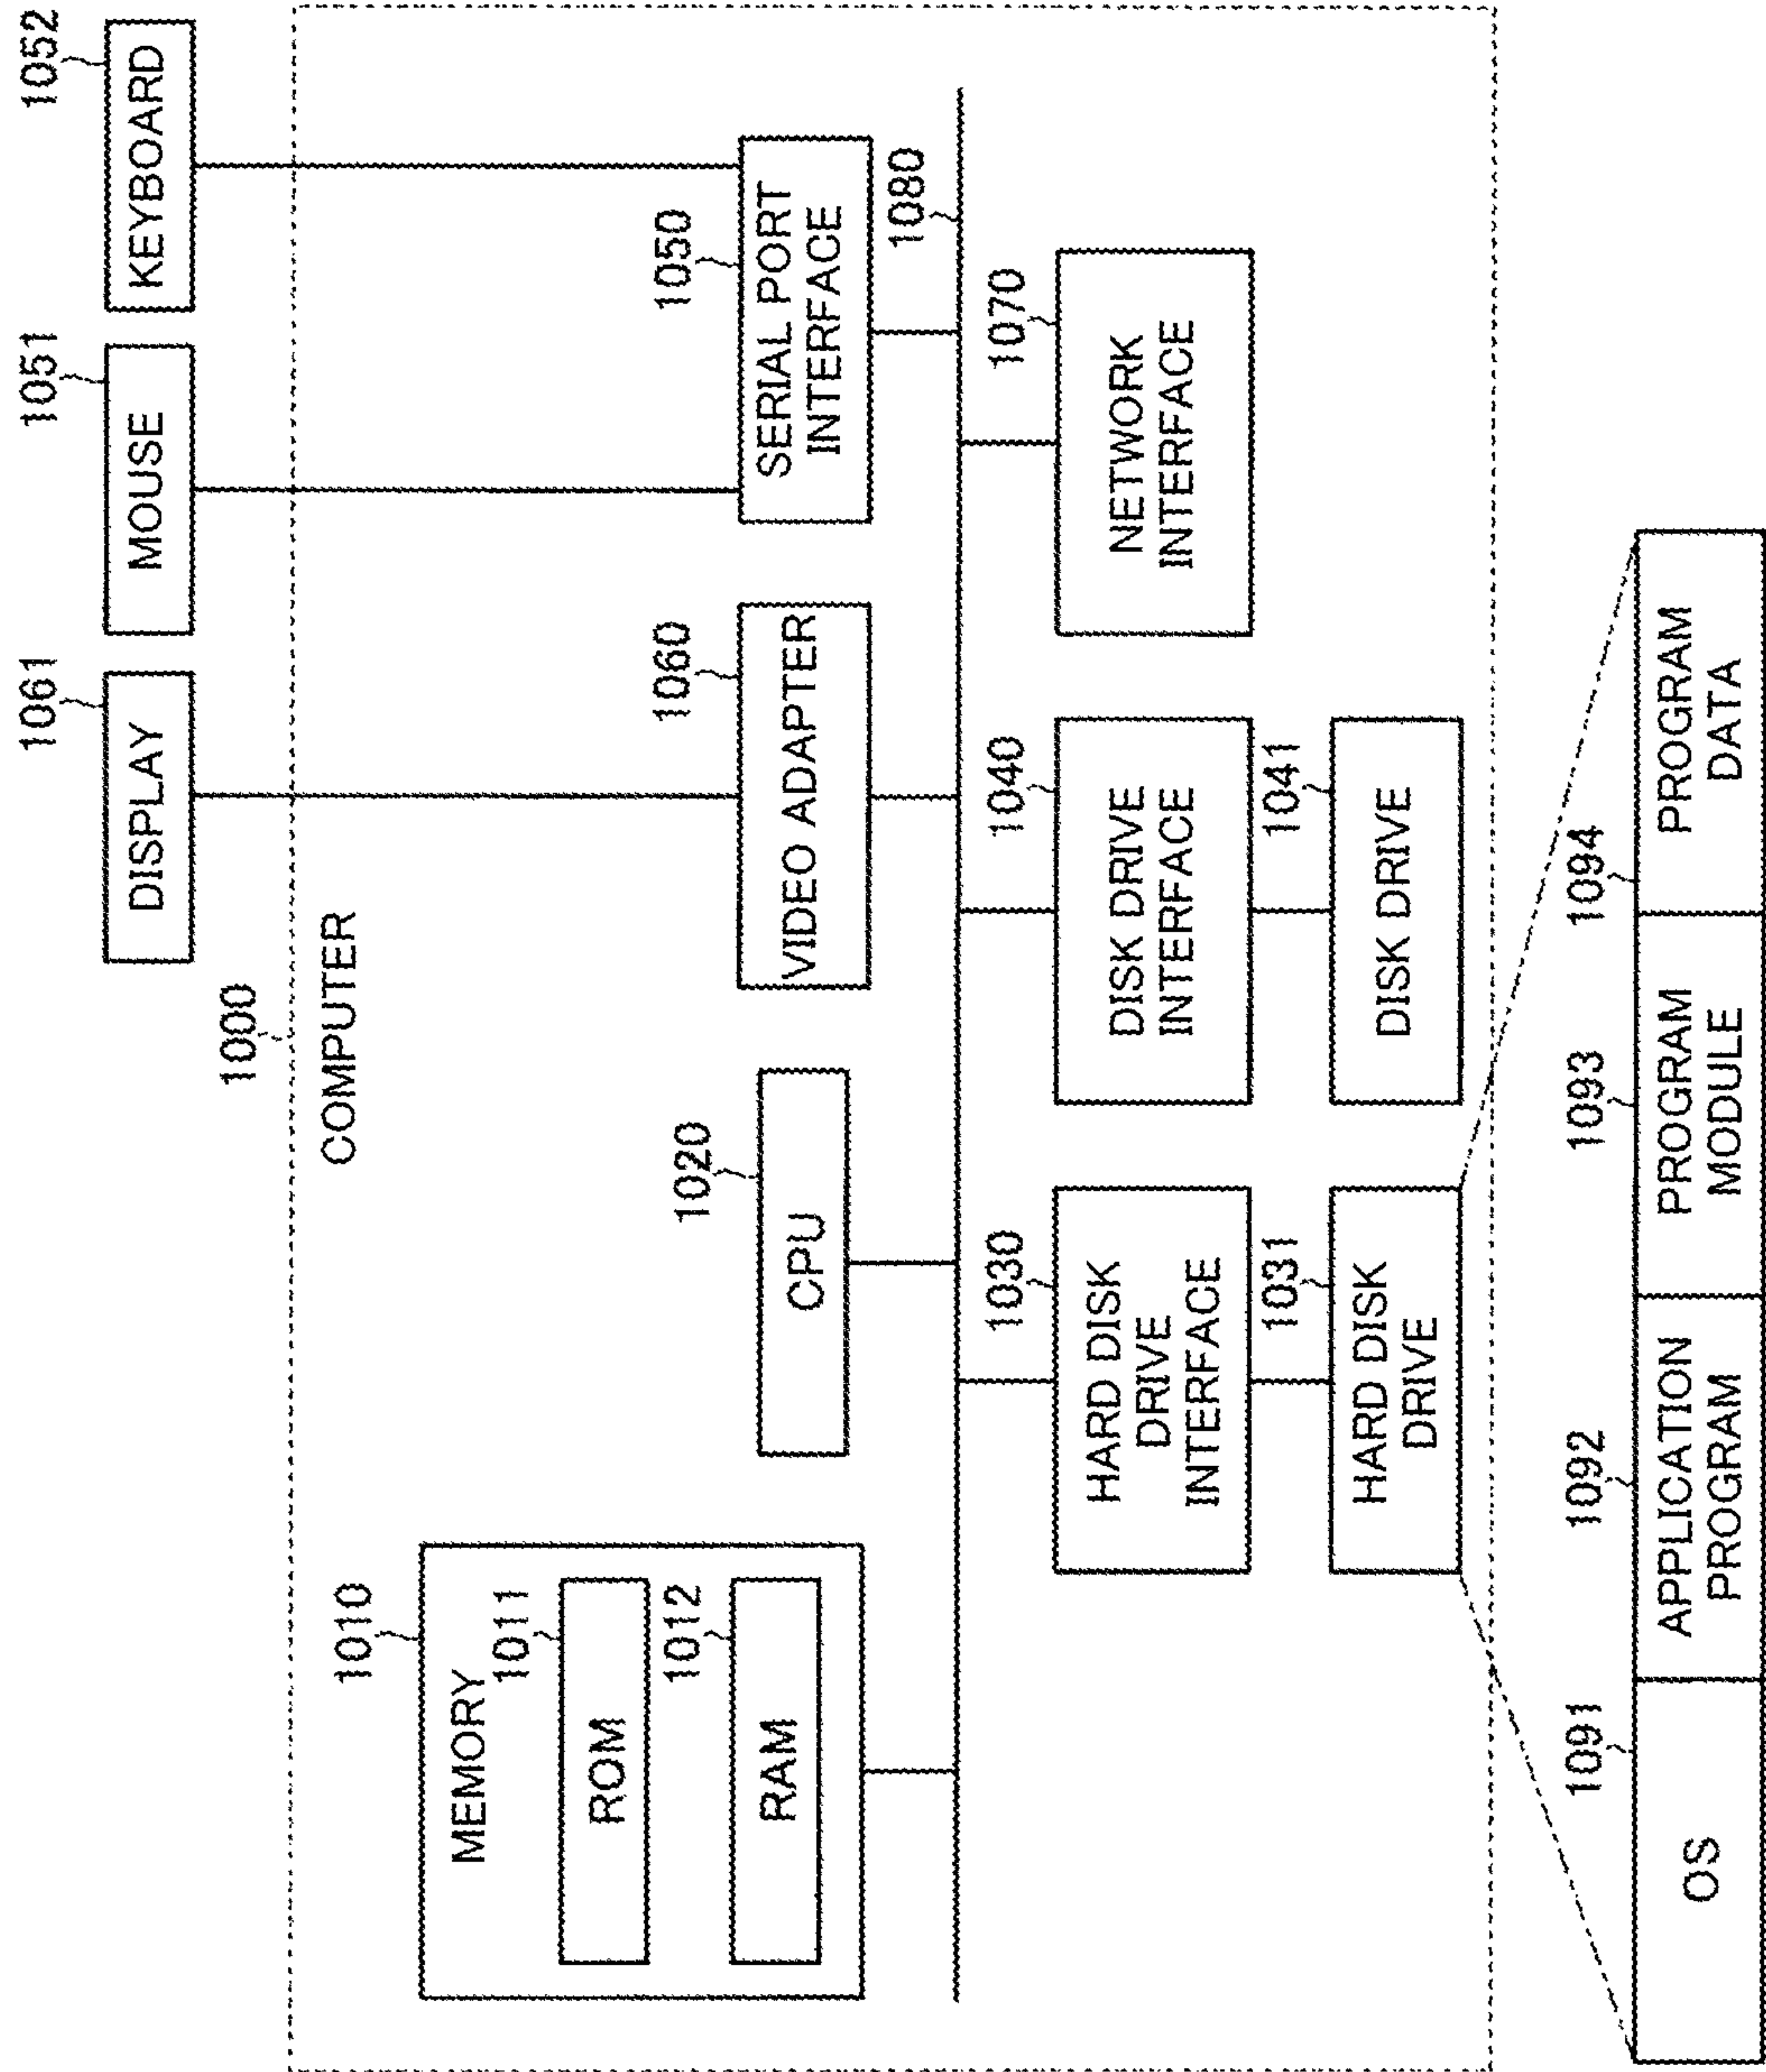 1000
COMPUTER
1061
DISPLAY
1051
MOUSE
1052
KEYBOARD
1010
MEMORY
1011
ROM
1012
RAM
1020
CPU
1060
VIDEO ADAPTER
1050
SERIAL PORT
INTERFACE
1080
1030
HARD DISK
DRIVE
INTERFACE
1040
DISK DRIVE
INTERFACE
1070
NETWORK
INTERFACE
1031
HARD DISK
DRIVE
1041
DISK DRIVE
1091
OS
1092
APPLICATION
PROGRAM
1093
PROGRAM
MODULE
1094
PROGRAM
DATA